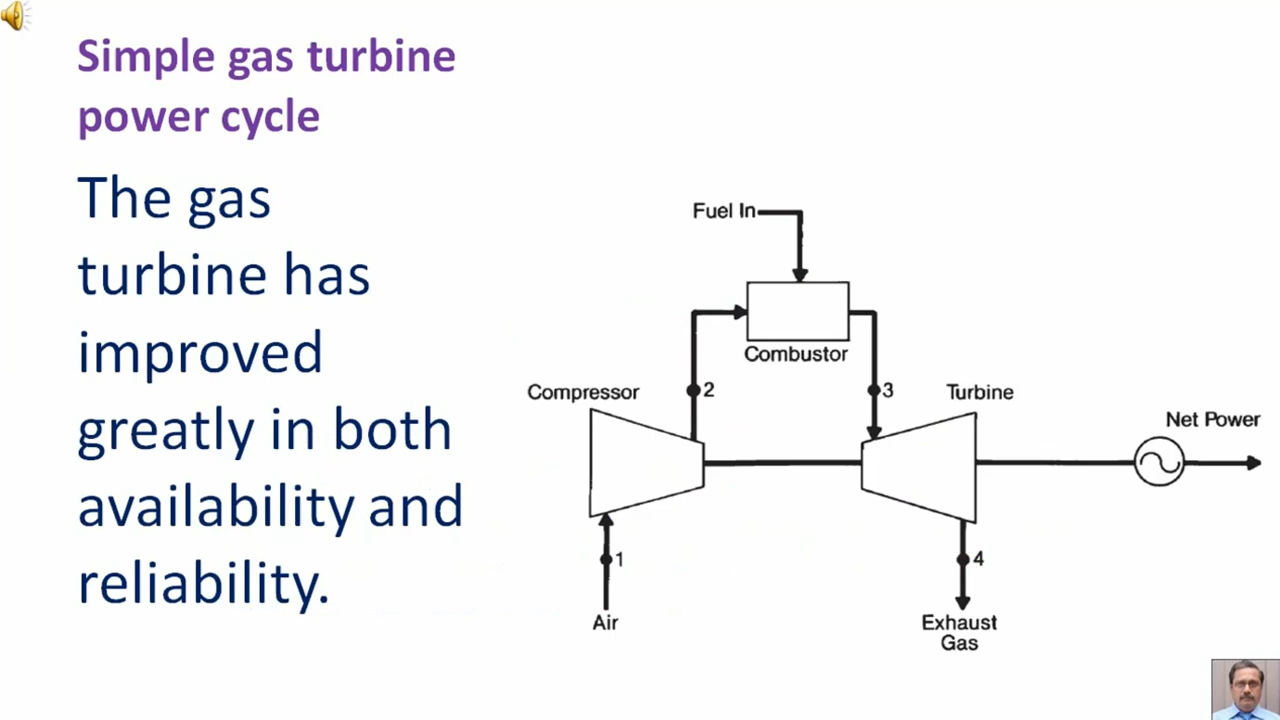 Simple gas turbine
power cycle
The gas
turbine has
improved
greatly in both
availability and
reliability.
Fuel In
Combustor
Compressor
2
3
Turbine
Net Power
1
4
Air
Exhaust
Gas